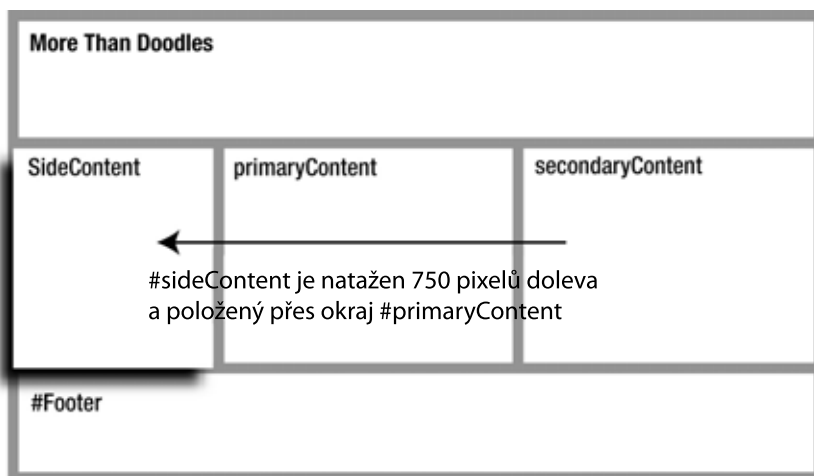 More Than Doodles
SideContent
primaryContent
secondaryContent
#sideContent je natažen 750 pixelů doleva
a položený přes okraj #primaryContent
#Footer